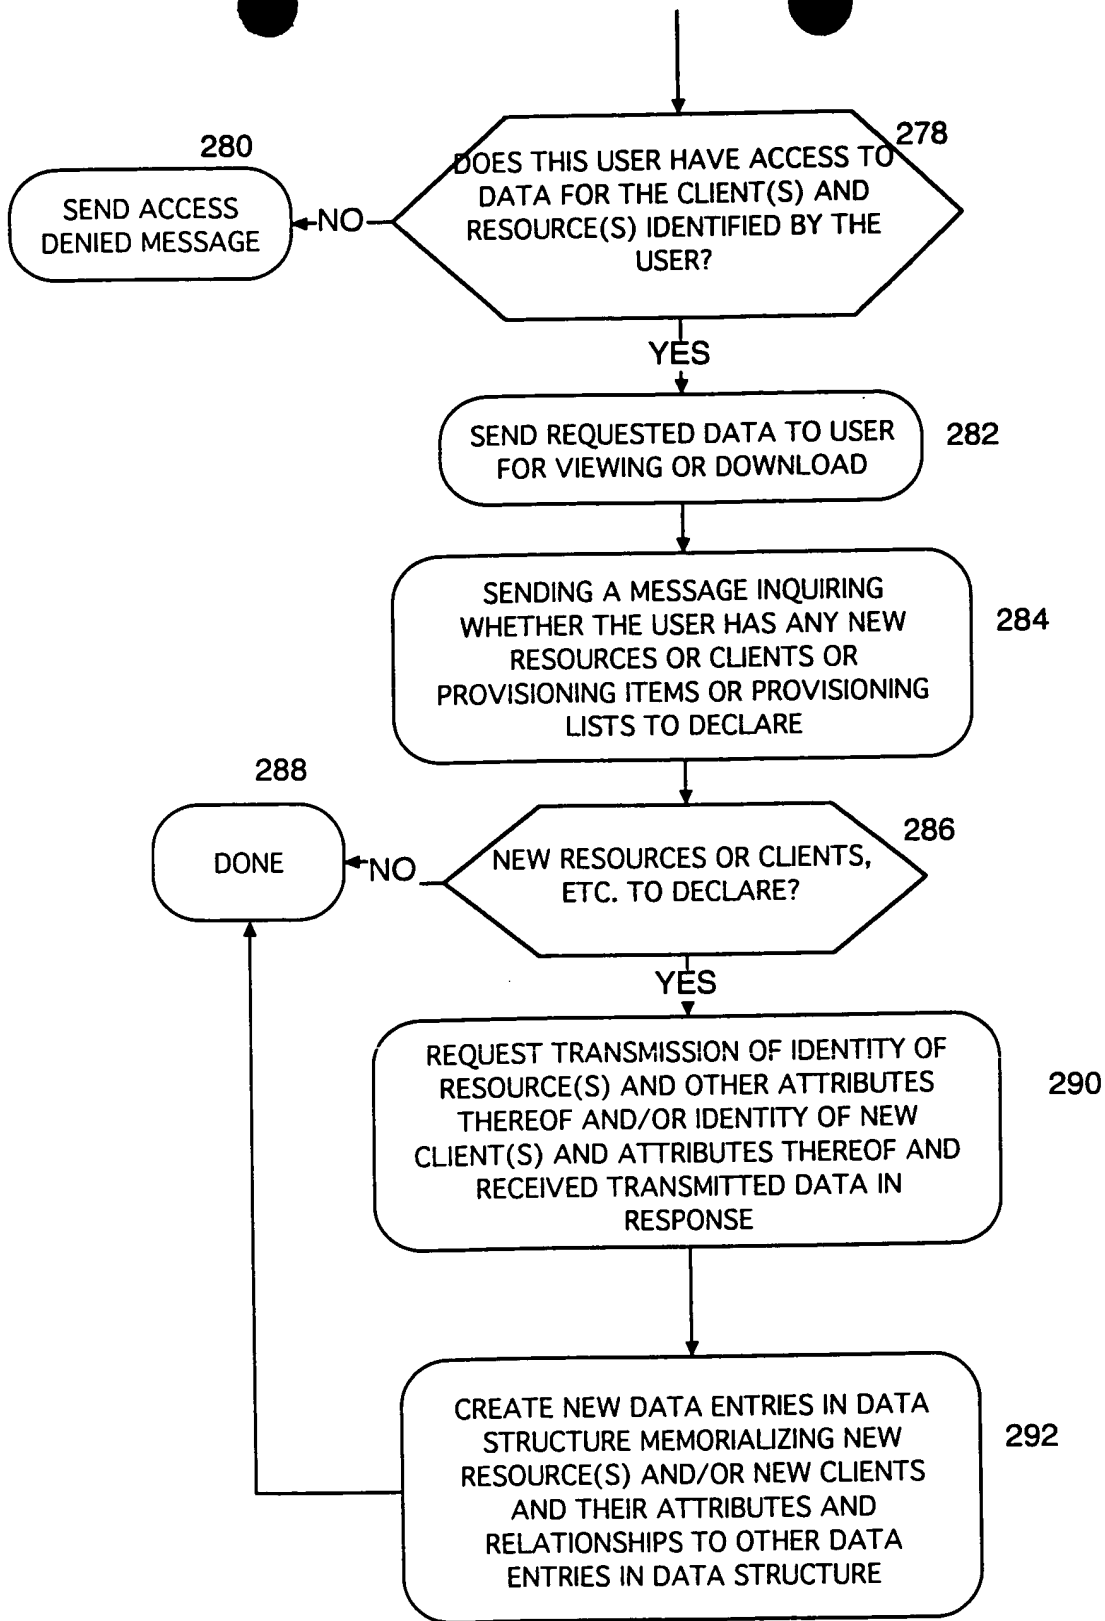 280
SEND ACCESS
DENIED MESSAGE
NO
278
DOES THIS USER HAVE ACCESS TO
DATA FOR THE CLIENT(S) AND
RESOURCE(S) IDENTIFIED BY THE
USER?
YES
SEND REQUESTED DATA TO USER
FOR VIEWING OR DOWNLOAD
282
SENDING A MESSAGE INQUIRING
WHETHER THE USER HAS ANY NEW
RESOURCES OR CLIENTS OR
PROVISIONING ITEMS OR PROVISIONING
LISTS TO DECLARE
284
288
DONE
NO
286
NEW RESOURCES OR CLIENTS,
ETC. TO DECLARE?
YES
REQUEST TRANSMISSION OF IDENTITY OF
RESOURCE(S) AND OTHER ATTRIBUTES
THEREOF AND/OR IDENTITY OF NEW
CLIENT(S) AND ATTRIBUTES THEREOF AND
RECEIVED TRANSMITTED DATA IN
RESPONSE
290
CREATE NEW DATA ENTRIES IN DATA
STRUCTURE MEMORIALIZING NEW
RESOURCE(S) AND/OR NEW CLIENTS
AND THEIR ATTRIBUTES AND
RELATIONSHIPS TO OTHER DATA
ENTRIES IN DATA STRUCTURE
292